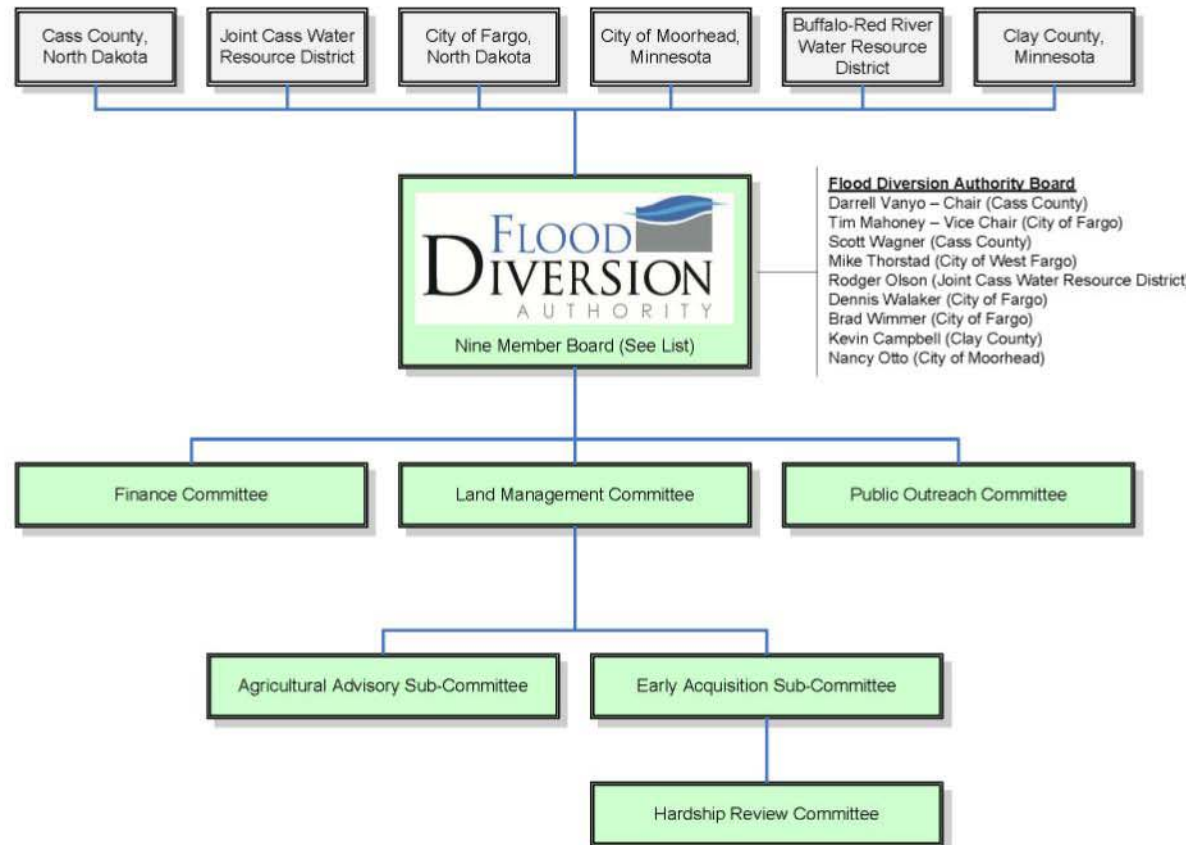 Cass County,
North Dakota
Joint Cass Water
Resource District
City of Fargo,
North Dakota
City of Moorhead,
Minnesota
Buffalo-Red River
Water Resource
District
Clay County,
Minnesota
FLOOD
DIVERSION
AUTHORITY
Nine Member Board (See List)
Flood Diversion Authority Board
Darrell Vanyo – Chair (Cass County)
Tim Mahoney – Vice Chair (City of Fargo)
Scott Wagner (Cass County)
Mike Thorstad (City of West Fargo)
Rodger Olson (Joint Cass Water Resource District)
Dennis Walaker (City of Fargo)
Brad Wimmer (City of Fargo)
Kevin Campbell (Clay County)
Nancy Otto (City of Moorhead)
Finance Committee
Land Management Committee
Public Outreach Committee
Agricultural Advisory Sub-Committee
Early Acquisition Sub-Committee
Hardship Review Committee